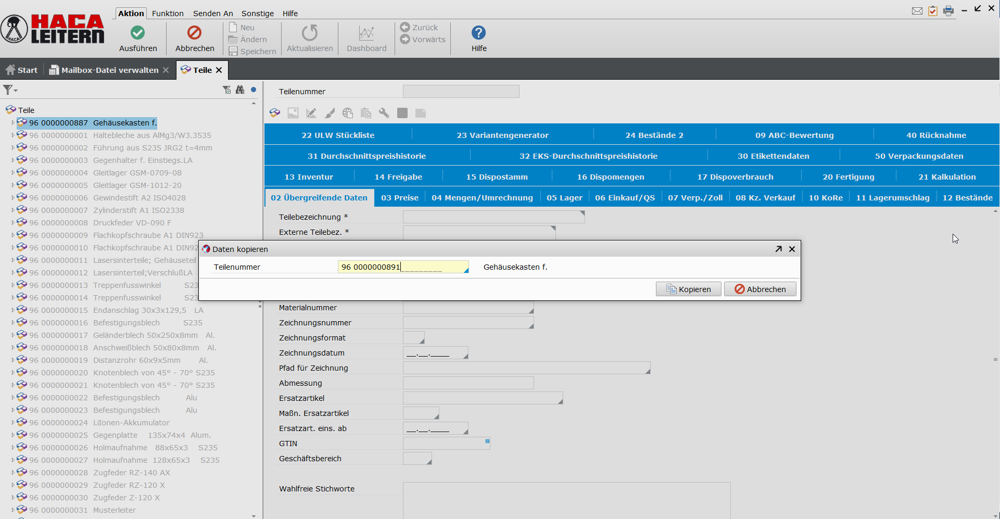 HACA
LEITERN
HACA
Aktion Funktion Senden An Sonstige Hilfe
Ausführen
Abbrechen
Neu
Ändern
Speichern
Aktualisieren
Dashboard
Zurück
Vorwärts
Hilfe
Start Mailbox-Datei verwalten Teile
Teile
96 0000000887 Gehäusekasten f.
96 0000000001 Haltebleche aus AlMg3/W3.3535
96 0000000002 Führung aus S235 JRG2 t=4mm
96 0000000003 Gegenhalter f. Einstiegs.LA
96 0000000004 Gleitlager GSM-0709-08
96 0000000005 Gleitlager GSM-1012-20
96 0000000006 Gewindestift A2 ISO4028
96 0000000007 Zylinderstift A1 ISO2338
96 0000000008 Druckfeder VD-090 F
96 0000000009 Flachkopfschraube A1 DIN923
96 0000000010 Flachkopfschraube A1 DIN92
96 0000000011 Lasersinterteile; Gehäuseteil
96 0000000012 Lasersinterteil;VerschlußLA
96 0000000013 Treppenfusswinkel S23
96 0000000014 Treppenfusswinkel S23
96 0000000015 Endanschlag 30x3x129,5 LA
96 0000000016 Befestigungsblech S235
96 0000000017 Geländerblech 50x250x8mm Al.
96 0000000018 Anschweißblech 50x80x8mm Al.
96 0000000019 Distanzrohr 60x9x5mm Al.
96 0000000020 Knotenblech von 45° - 70° S235
96 0000000021 Knotenblech von 45° - 70° S235
96 0000000022 Befestigungsblech Alu
96 0000000023 Befestigungsblech Alu
96 0000000024 LiIonen-Akkumulator
96 0000000025 Gegenplatte 135x74x4 Alum.
96 0000000026 Holmaufnahme 88x65x3 S235
96 0000000027 Holmaufnahme 128x65x3 S235
96 0000000028 Zugfeder RZ-140 AX
96 0000000029 Zugfeder RZ-120 X
96 0000000030 Zugfeder Z-120 X
96 0000000031 Musterleiter
Teilenummer
22 ULW Stückliste 23 Variantengenerator 24 Bestände 2 09 ABC-Bewertung 40 Rücknahme
31 Durchschnittspreishistorie 32 EKS-Durchschnittspreishistorie 30 Etikettendaten 50 Verpackungsdaten
13 Inventur 14 Freigabe 15 Dispostamm 16 Dispomengen 17 Dispoverbrauch 20 Fertigung 21 Kalkulation
02 Übergreifende Daten 03 Preise 04 Mengen/Umrechnung 05 Lager 06 Einkauf/QS 07 Verp./Zoll 08 Kz. Verkauf 10 KoRe 11 Lagerumschlag 12 Bestände
Teilebezeichnung *
Externe Teilebez. *
Daten kopieren
Teilenummer 96 0000000891_________ Gehäusekasten f.
Kopieren Abbrechen
Materialnummer
Zeichnungsnummer
Zeichnungsformat
Zeichnungsdatum __.__.____
Pfad für Zeichnung
Abmessung
Ersatzartikel
Maßn. Ersatzartikel
Ersatzart. eins. ab __.__.____
GTIN
Geschäftsbereich
Wahlfreie Stichworte